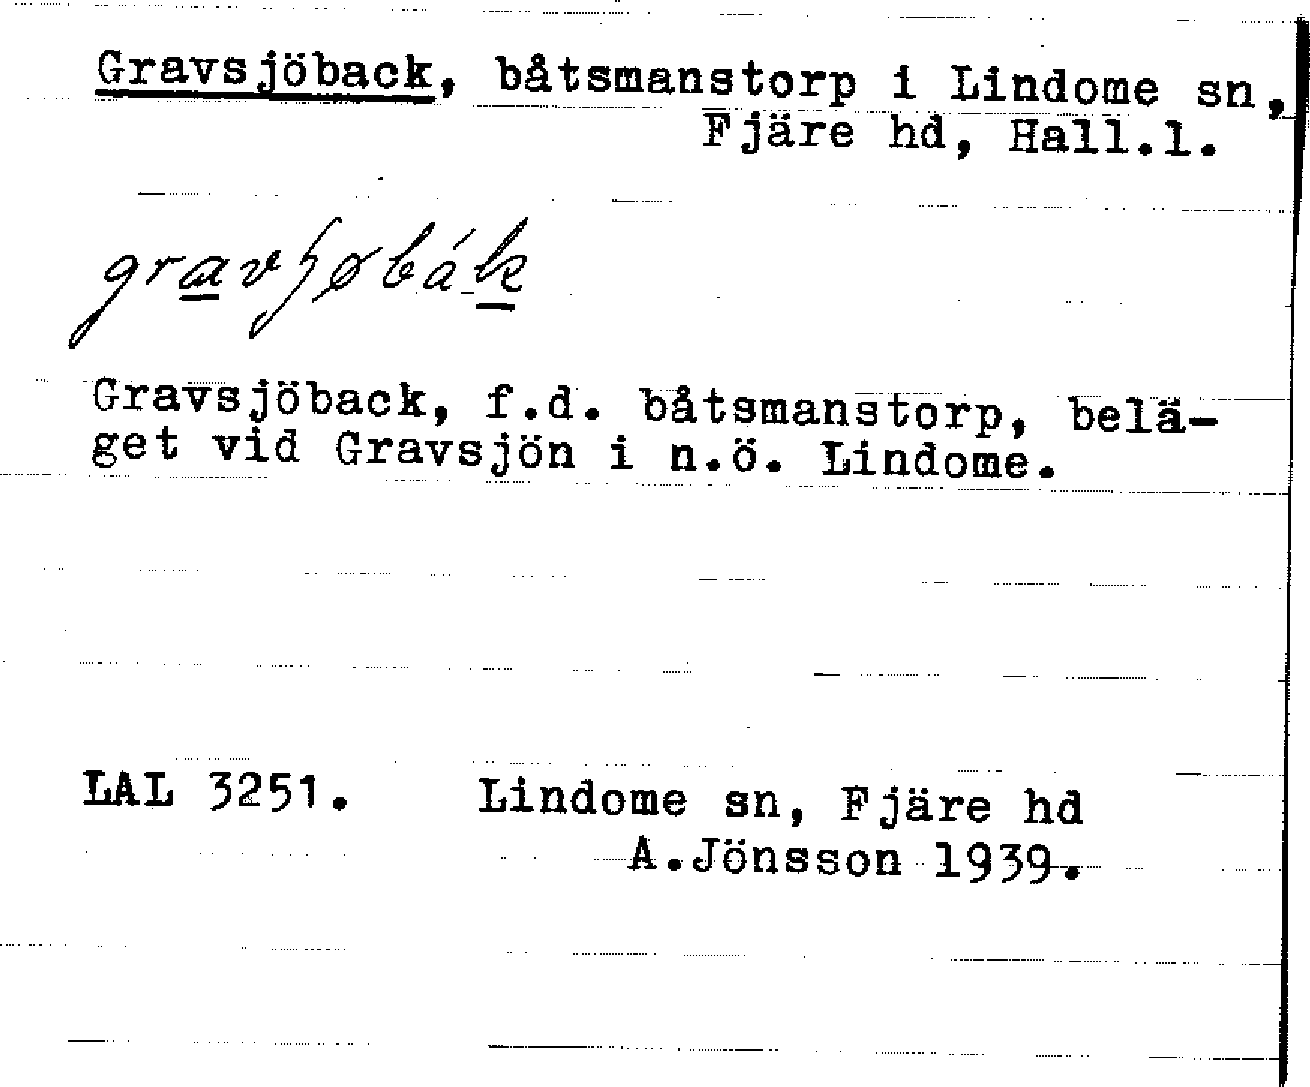 Gravsjöback, båtsmanstorp i Lindome sn,
Fjäre hd, Hall.l.
Gravsjöback, f.d. båtsmanstorp, belä-
get vid Gravsjön i n.ö. Lindome.
LAL 3251. Lindome sn, Fjäre hd
A.Jönsson 1939.